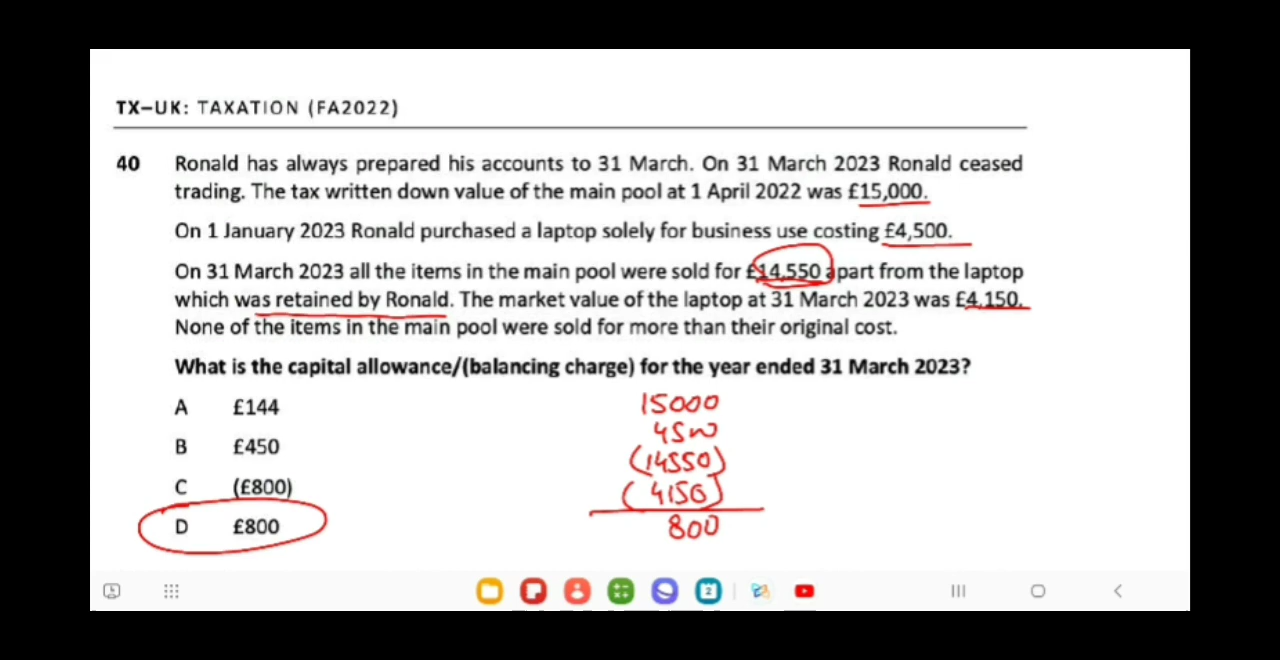 TX–UK: TAXATION (FA2022)
40 Ronald has always prepared his accounts to 31 March. On 31 March 2023 Ronald ceased
trading. The tax written down value of the main pool at 1 April 2022 was £15,000.
On 1 January 2023 Ronald purchased a laptop solely for business use costing £4,500.
On 31 March 2023 all the items in the main pool were sold for £14,550 apart from the laptop
which was retained by Ronald. The market value of the laptop at 31 March 2023 was £4,150.
None of the items in the main pool were sold for more than their original cost.
What is the capital allowance/(balancing charge) for the year ended 31 March 2023?
A £144
B £450
C (£800)
D £800
15000
4500
(14550)
(4150)
800
2